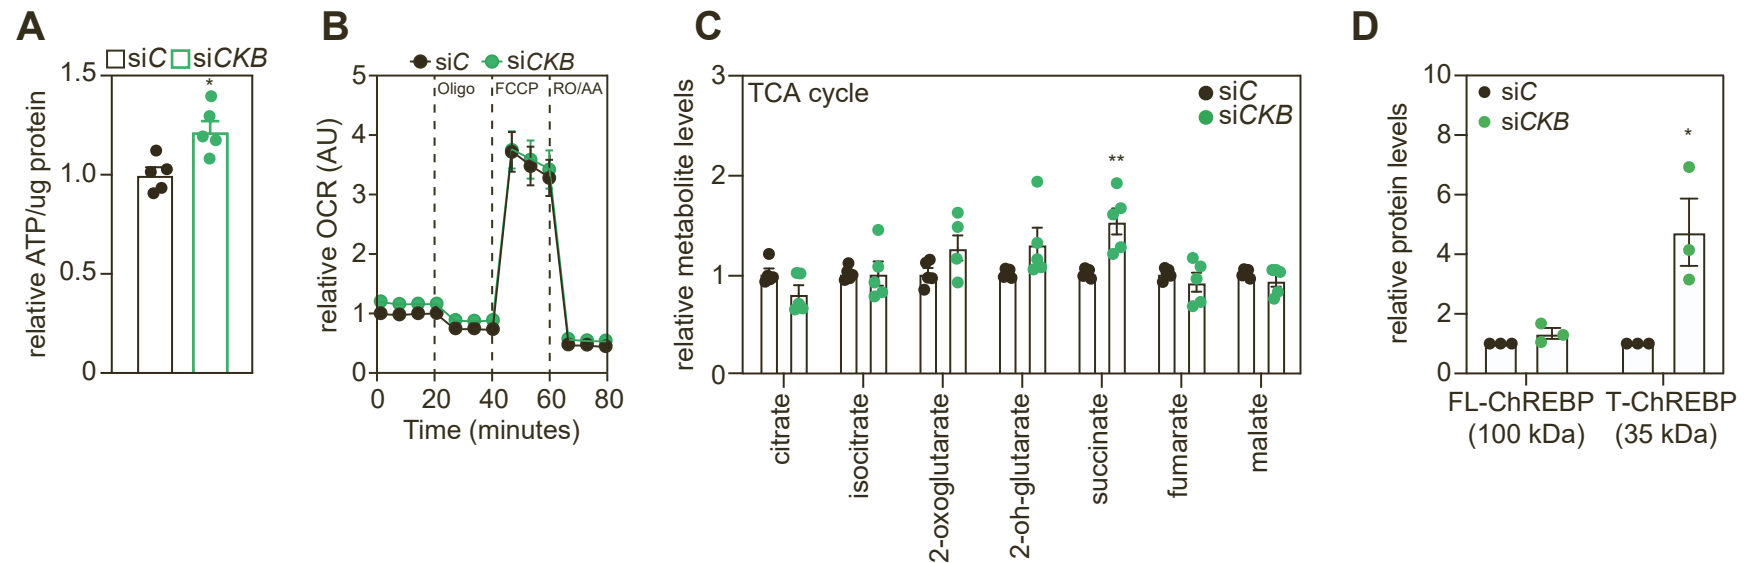 A
siC siCKB
relative ATP/ug protein
1.5
1.0
0.5
0
*
B
siC siCKB
relative OCR (AU)
5
4
3
2
1
0
Oligo FCCP RO/AA
0 20 40 60 80
Time (minutes)
C
relative metabolite levels
3
2
1
0
TCA cycle
siC
siCKB
**
citrate
isocitrate
2-oxoglutarate
2-oh-glutarate
succinate
fumarate
malate
D
relative protein levels
10
8
6
4
2
0
siC
siCKB
*
FL-ChREBP T-ChREBP
(100 kDa) (35 kDa)